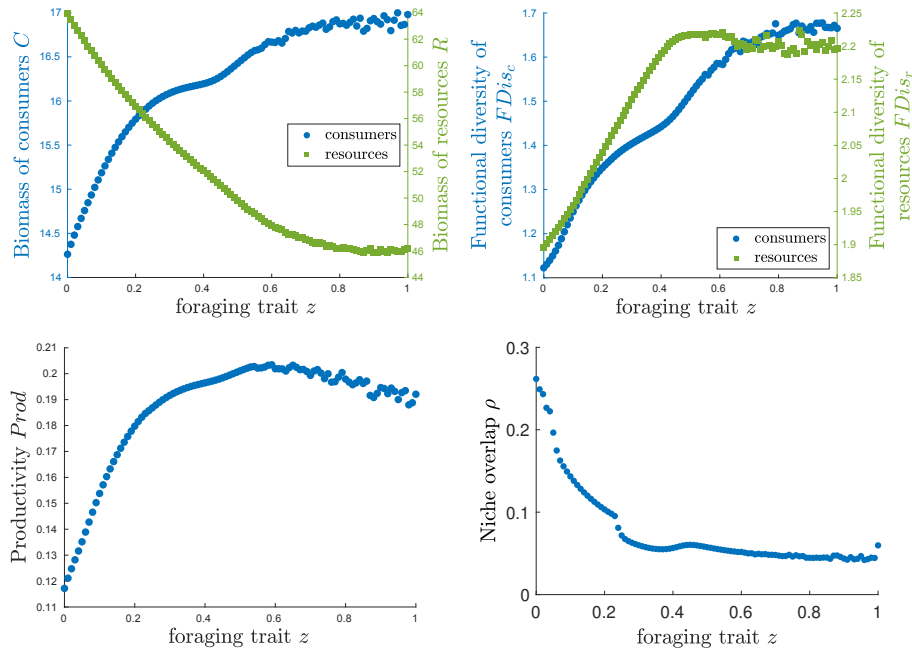 Biomass of consumers C
17
16.5
16
15.5
15
14.5
14
64
62
60
58
56
54
52
50
48
46
44
Biomass of resources R
consumers
resources
0 0.2 0.4 0.6 0.8 1
foraging trait z
Functional diversity of
consumers FDis_c
1.7
1.6
1.5
1.4
1.3
1.2
1.1
2.25
2.2
2.15
2.1
2.05
2
1.95
1.9
1.85
Functional diversity of
resources FDis_r
consumers
resources
0 0.2 0.4 0.6 0.8 1
foraging trait z
Productivity Prod
0.21
0.2
0.19
0.18
0.17
0.16
0.15
0.14
0.13
0.12
0.11
0 0.2 0.4 0.6 0.8 1
foraging trait z
Niche overlap ρ
0.3
0.2
0.1
0
0 0.2 0.4 0.6 0.8 1
foraging trait z